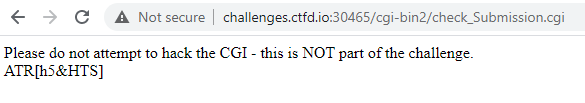 Not secure | challenges.ctfd.io:30465/cgi-bin2/check_Submission.cgi
Please do not attempt to hack the CGI - this is NOT part of the challenge.
ATR[h5&HTS]